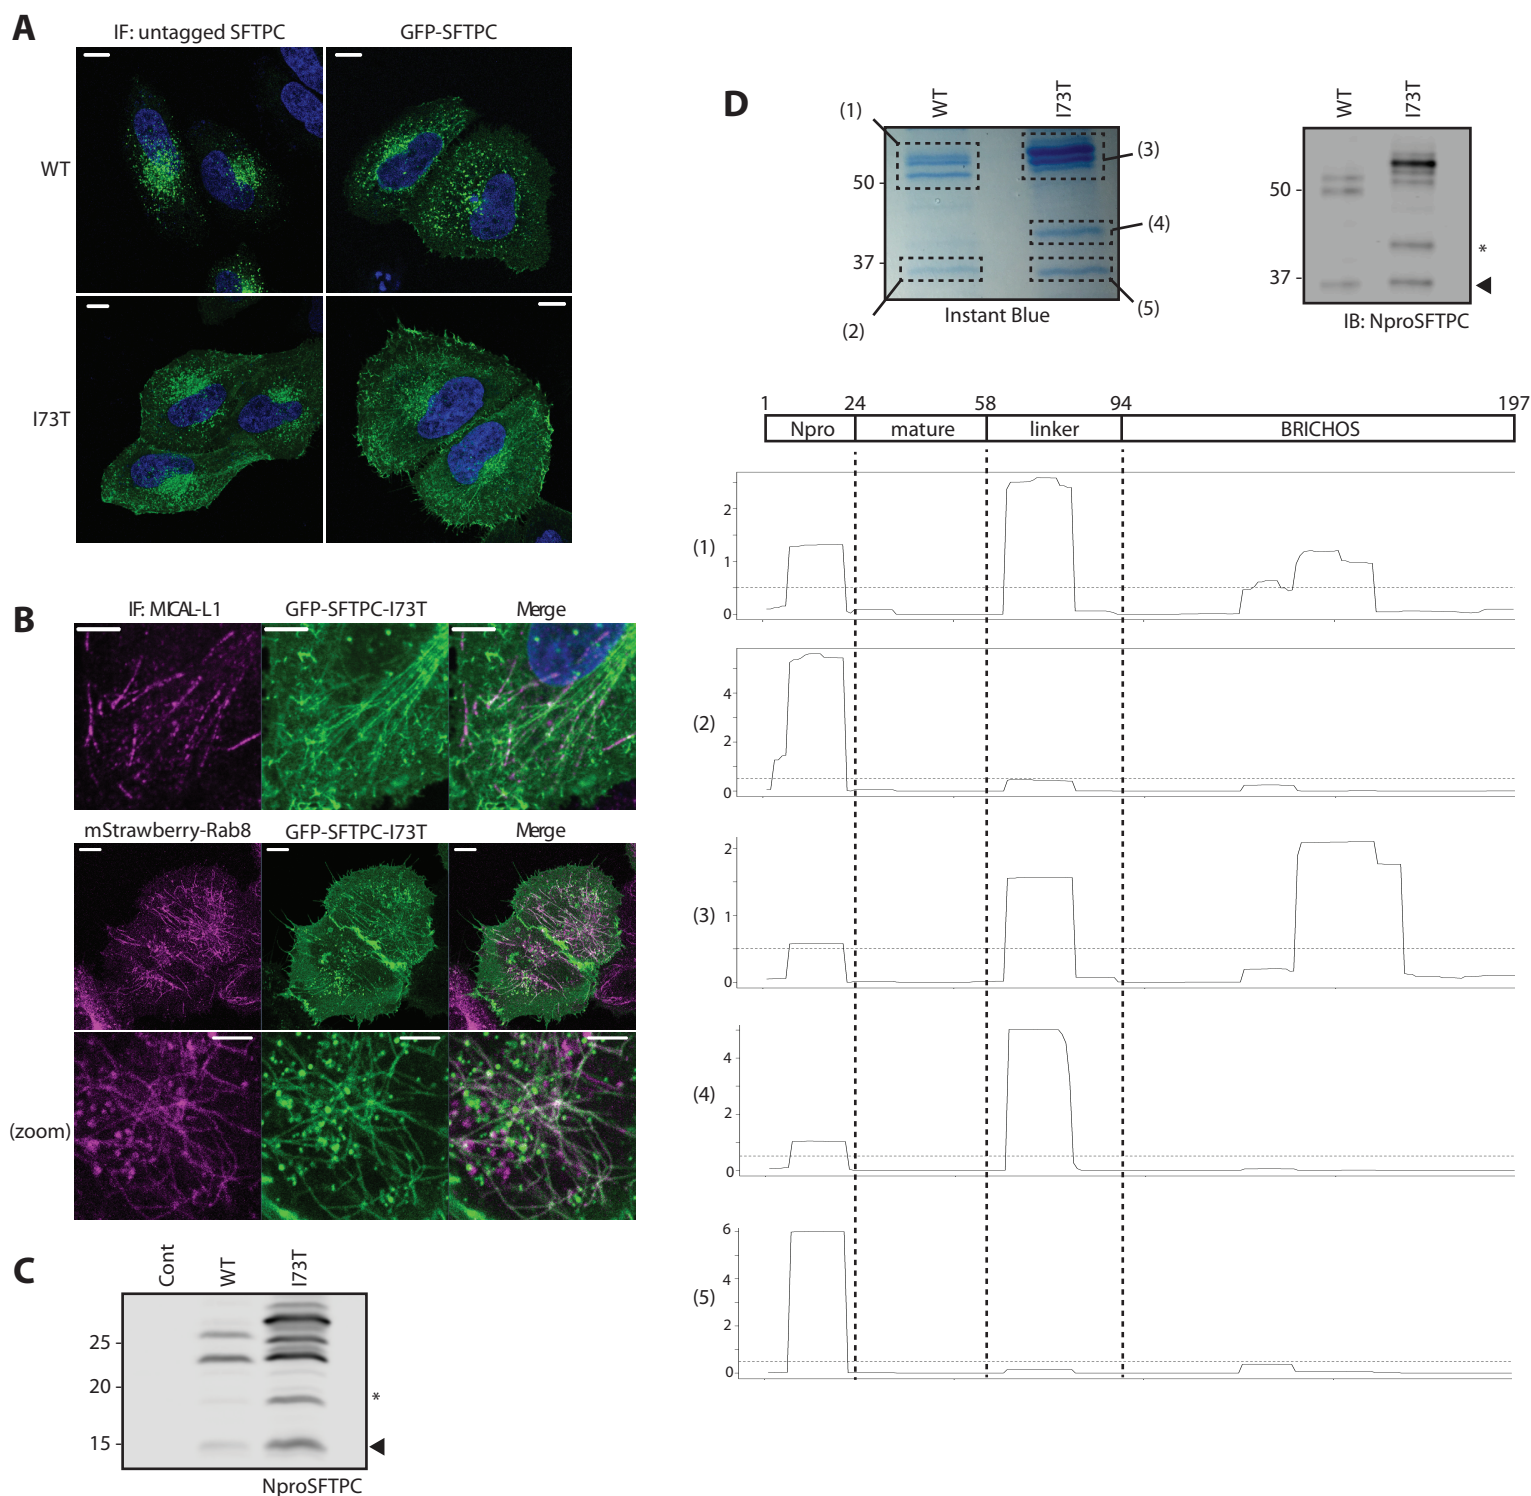 A
IF: untagged SFTPC
GFP-SFTPC
WT
I73T
B
IF: MICAL-L1
GFP-SFTPC-I73T
Merge
mStrawberry-Rab8
GFP-SFTPC-I73T
Merge
(zoom)
C
Cont
WT
I73T
25
20
15
*
NproSFTPC
D
WT
I73T
(1)
(3)
50
(4)
37
(2)
(5)
Instant Blue
WT
I73T
50
*
37
IB: NproSFTPC
1 24 58 94 197
Npro mature linker BRICHOS
(1)
2
1
0
(2)
4
2
0
(3)
2
1
0
(4)
4
2
0
(5)
6
4
2
0